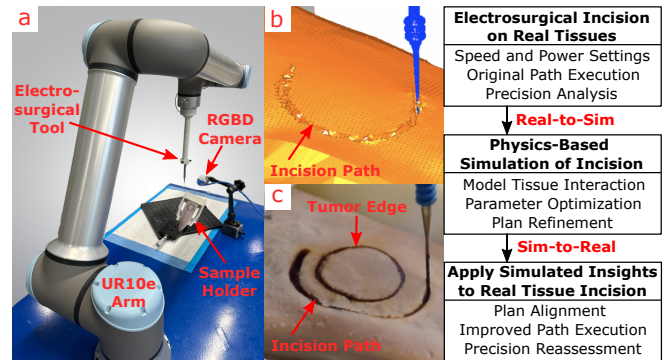 a
Electro-
surgical
Tool
RGBD
Camera
Sample
Holder
UR10e
Arm
b
Incision Path
c
Tumor Edge
Incision Path
Electrosurgical Incision
on Real Tissues
Speed and Power Settings
Original Path Execution
Precision Analysis
Real-to-Sim
Physics-Based
Simulation of Incision
Model Tissue Interaction
Parameter Optimization
Plan Refinement
Sim-to-Real
Apply Simulated Insights
to Real Tissue Incision
Plan Alignment
Improved Path Execution
Precision Reassessment